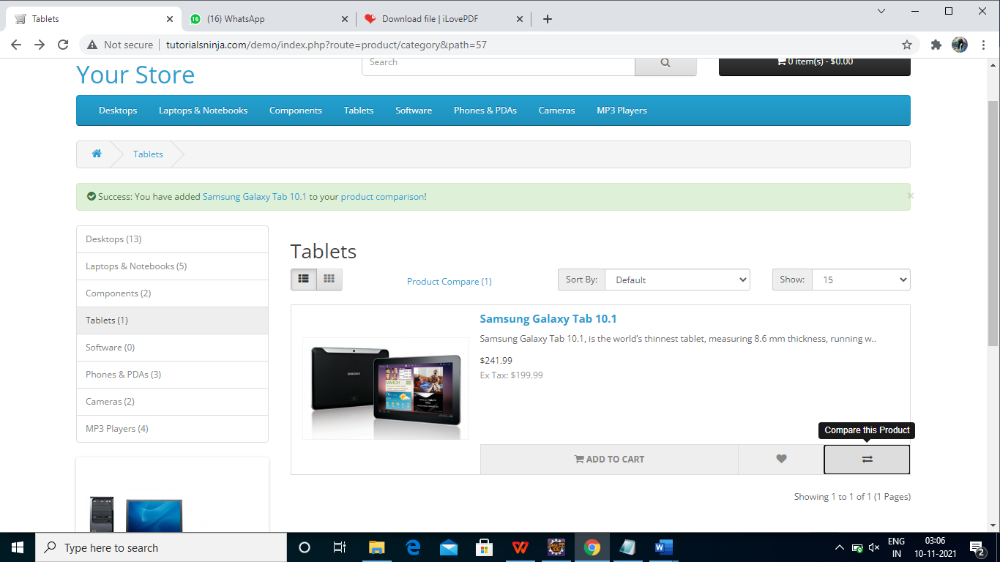 Tablets
(16) WhatsApp
Download file | iLovePDF
Not secure
tutorialsninja.com/demo/index.php?route=product/category&path=57
Your Store
Search
0 item(s) - $0.00
Desktops
Laptops & Notebooks
Components
Tablets
Software
Phones & PDAs
Cameras
MP3 Players
Tablets
Success: You have added Samsung Galaxy Tab 10.1 to your product comparison!
×
Desktops (13)
Laptops & Notebooks (5)
Components (2)
Tablets (1)
Software (0)
Phones & PDAs (3)
Cameras (2)
MP3 Players (4)
Tablets
Product Compare (1)
Sort By:
Default
Show:
15
Samsung Galaxy Tab 10.1
Samsung Galaxy Tab 10.1, is the world's thinnest tablet, measuring 8.6 mm thickness, running w..
$241.99
Ex Tax: $199.99
SAMSUNG
MARCH 22
Compare this Product
ADD TO CART
Showing 1 to 1 of 1 (1 Pages)
Type here to search
ENG
IN
03:06
10-11-2021
2